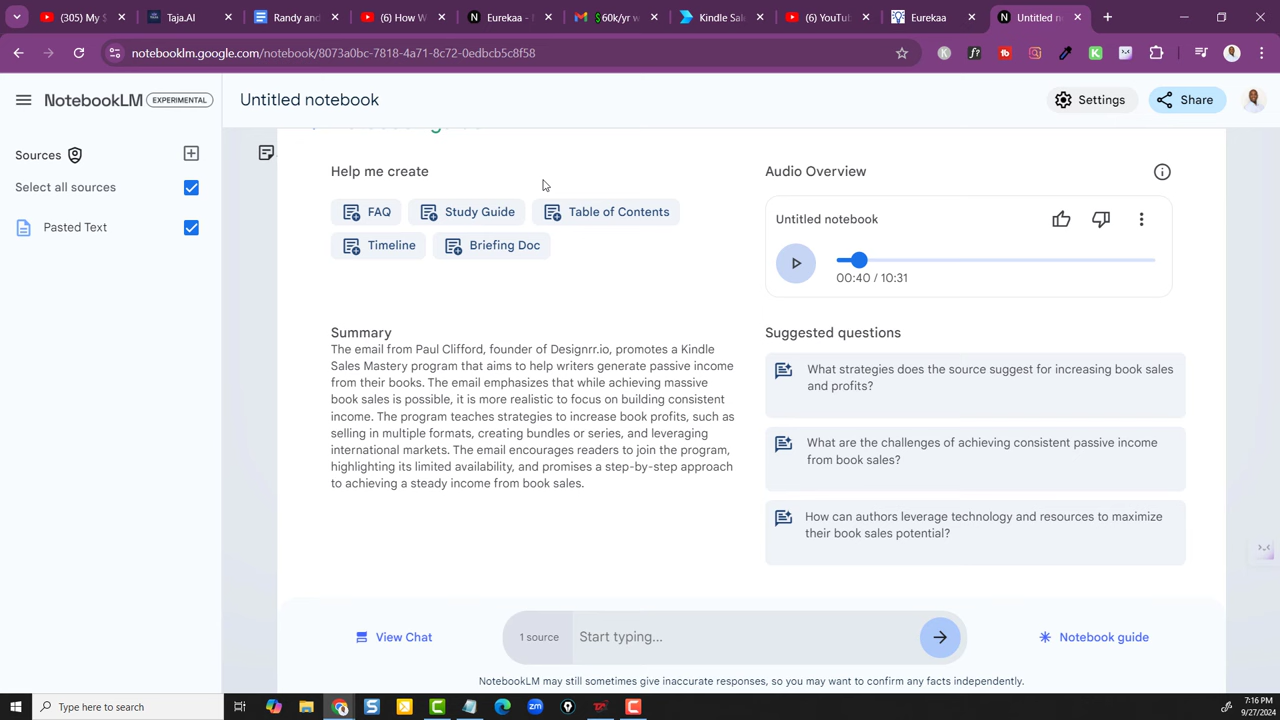 (305) My S
Taja.AI
Randy and
(6) How W
Eurekaa - 
$60k/yr w
Kindle Sal
(6) YouTub
Eurekaa
Untitled n
notebooklm.google.com/notebook/8073a0bc-7818-4a71-8c72-0edbcb5c8f58
NotebookLM EXPERIMENTAL
Untitled notebook
Settings
Share
Sources
Select all sources
Pasted Text
Help me create
FAQ
Study Guide
Table of Contents
Timeline
Briefing Doc
Audio Overview
Untitled notebook
00:40 / 10:31
Summary
The email from Paul Clifford, founder of Designrr.io, promotes a Kindle
Sales Mastery program that aims to help writers generate passive income
from their books. The email emphasizes that while achieving massive
book sales is possible, it is more realistic to focus on building consistent
income. The program teaches strategies to increase book profits, such as
selling in multiple formats, creating bundles or series, and leveraging
international markets. The email encourages readers to join the program,
highlighting its limited availability, and promises a step-by-step approach
to achieving a steady income from book sales.
Suggested questions
What strategies does the source suggest for increasing book sales
and profits?
What are the challenges of achieving consistent passive income
from book sales?
How can authors leverage technology and resources to maximize
their book sales potential?
View Chat
1 source
Start typing...
Notebook guide
NotebookLM may still sometimes give inaccurate responses, so you may want to confirm any facts independently.
Type here to search
7:16 PM
9/27/2024